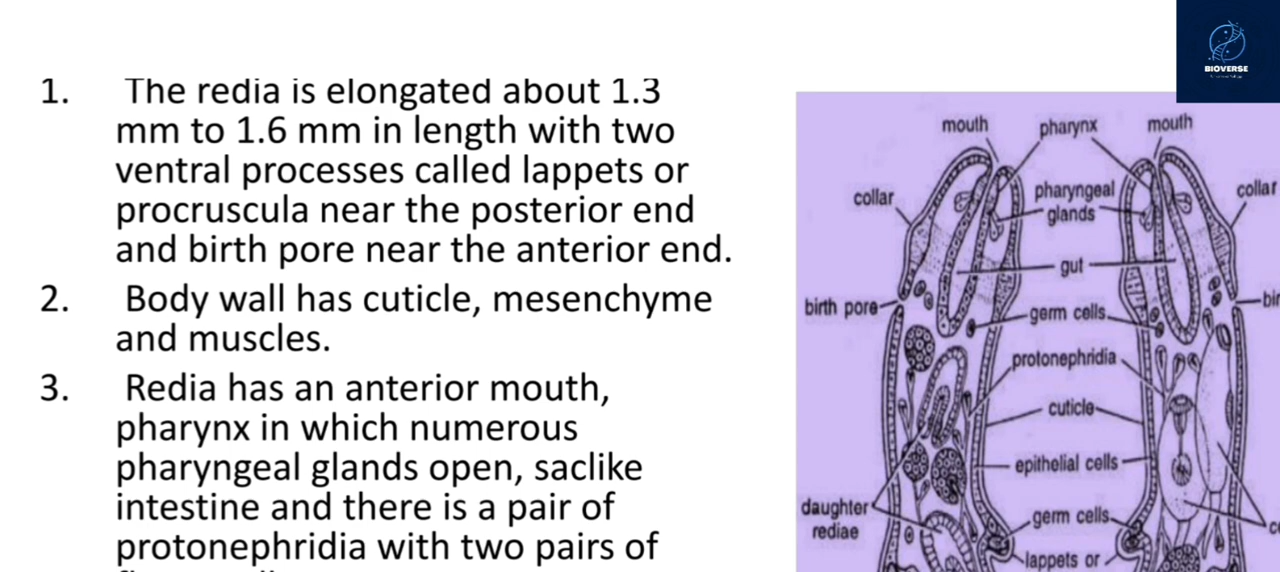 BIOVERSE
1. The redia is elongated about 1.3
mm to 1.6 mm in length with two
ventral processes called lappets or
procruscula near the posterior end
and birth pore near the anterior end.
2. Body wall has cuticle, mesenchyme
and muscles.
3. Redia has an anterior mouth,
pharynx in which numerous
pharyngeal glands open, saclike
intestine and there is a pair of
protonephridia with two pairs of
mouth
pharynx
mouth
collar
pharyngeal
glands
collar
gut
birth pore
germ cells
protonephridia
cuticle
epithelial cells
daughter
rediae
germ cells
lappets or